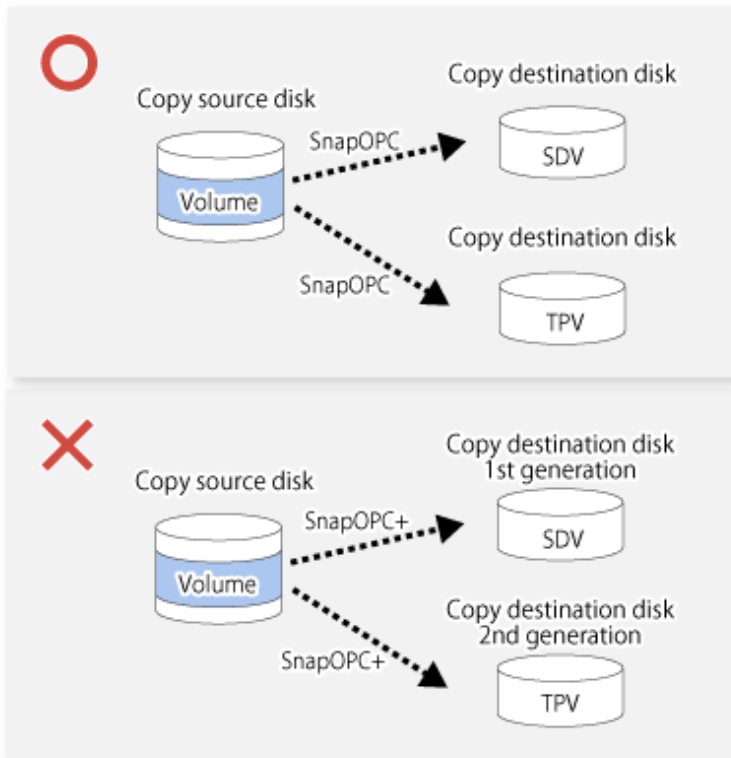 Copy destination disk
Copy source disk
SnapOPC
SDV
Volume
Copy destination disk
SnapOPC
TPV
Copy destination disk
1st generation
Copy source disk
SnapOPC+
SDV
Volume
Copy destination disk
2nd generation
SnapOPC+
TPV